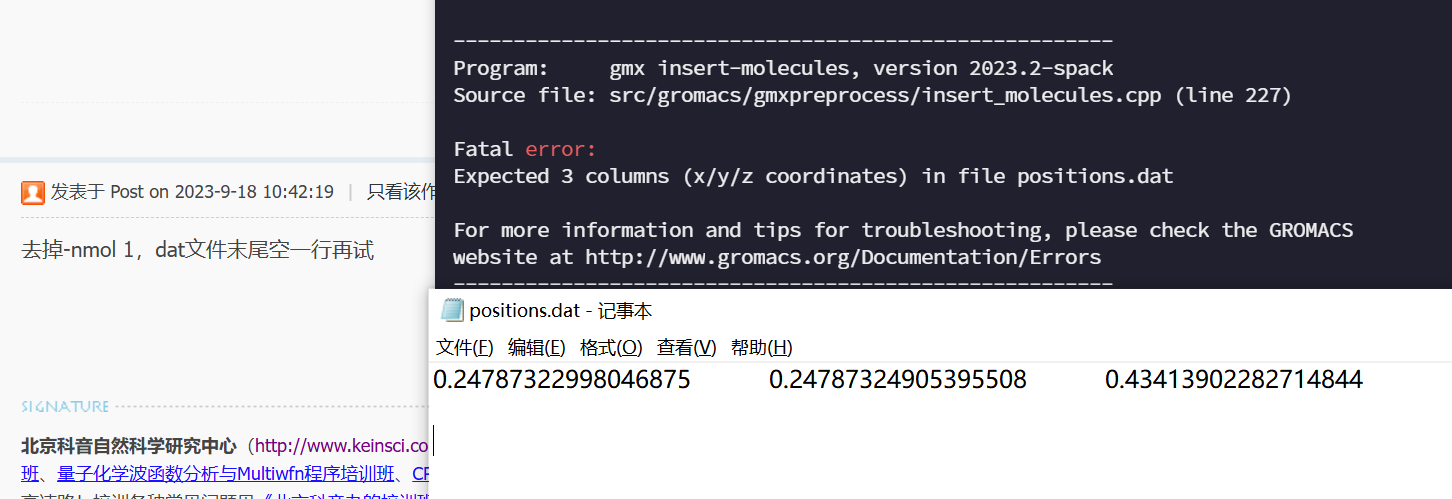 -------------------------------------------------------
Program:     gmx insert-molecules, version 2023.2-spack
Source file: src/gromacs/gmxpreprocess/insert_molecules.cpp (line 227)
Fatal error:
Expected 3 columns (x/y/z coordinates) in file positions.dat
For more information and tips for troubleshooting, please check the GROMACS
website at http://www.gromacs.org/Documentation/Errors
-------------------------------------------------------
发表于 Post on 2023-9-18 10:42:19 | 只看该作
去掉-nmol 1，dat文件末尾空一行再试
SIGNATURE
北京科音自然科学研究中心（http://www.keinsci.co
班、量子化学波函数分析与Multiwfn程序培训班、CP
positions.dat - 记事本
文件(F) 编辑(E) 格式(O) 查看(V) 帮助(H)
0.24787322998046875 0.24787324905395508 0.43413902282714844